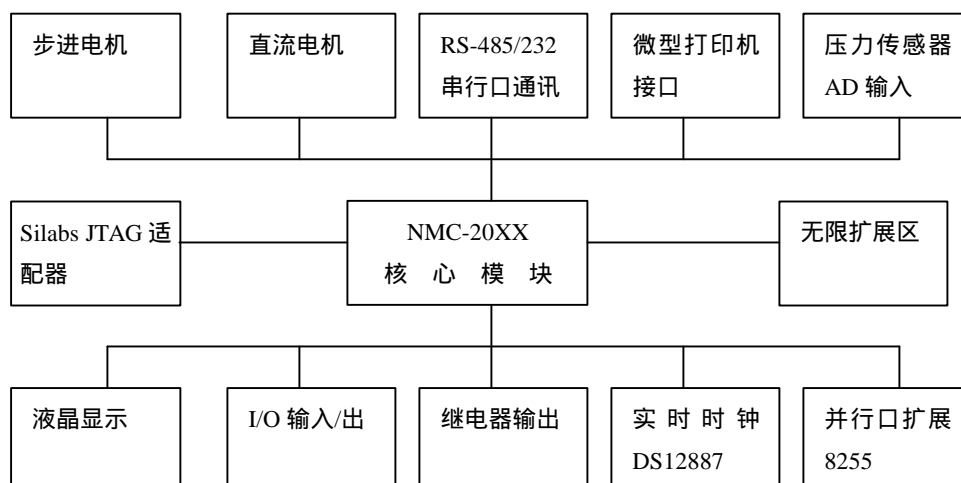 步进电机
直流电机
RS-485/232
串行口通讯
微型打印机
接口
压力传感器
AD 输入
Silabs JTAG 适
配器
NMC-20XX
核 心 模 块
无限扩展区
液晶显示
I/O 输入/出
继电器输出
实 时 时 钟
DS12887
并行口扩展
8255